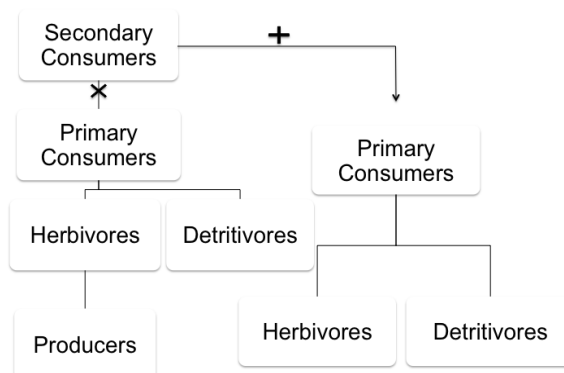 Secondary
Consumers
+
×
Primary
Consumers
Primary
Consumers
Herbivores
Detritivores
Herbivores
Detritivores
Producers